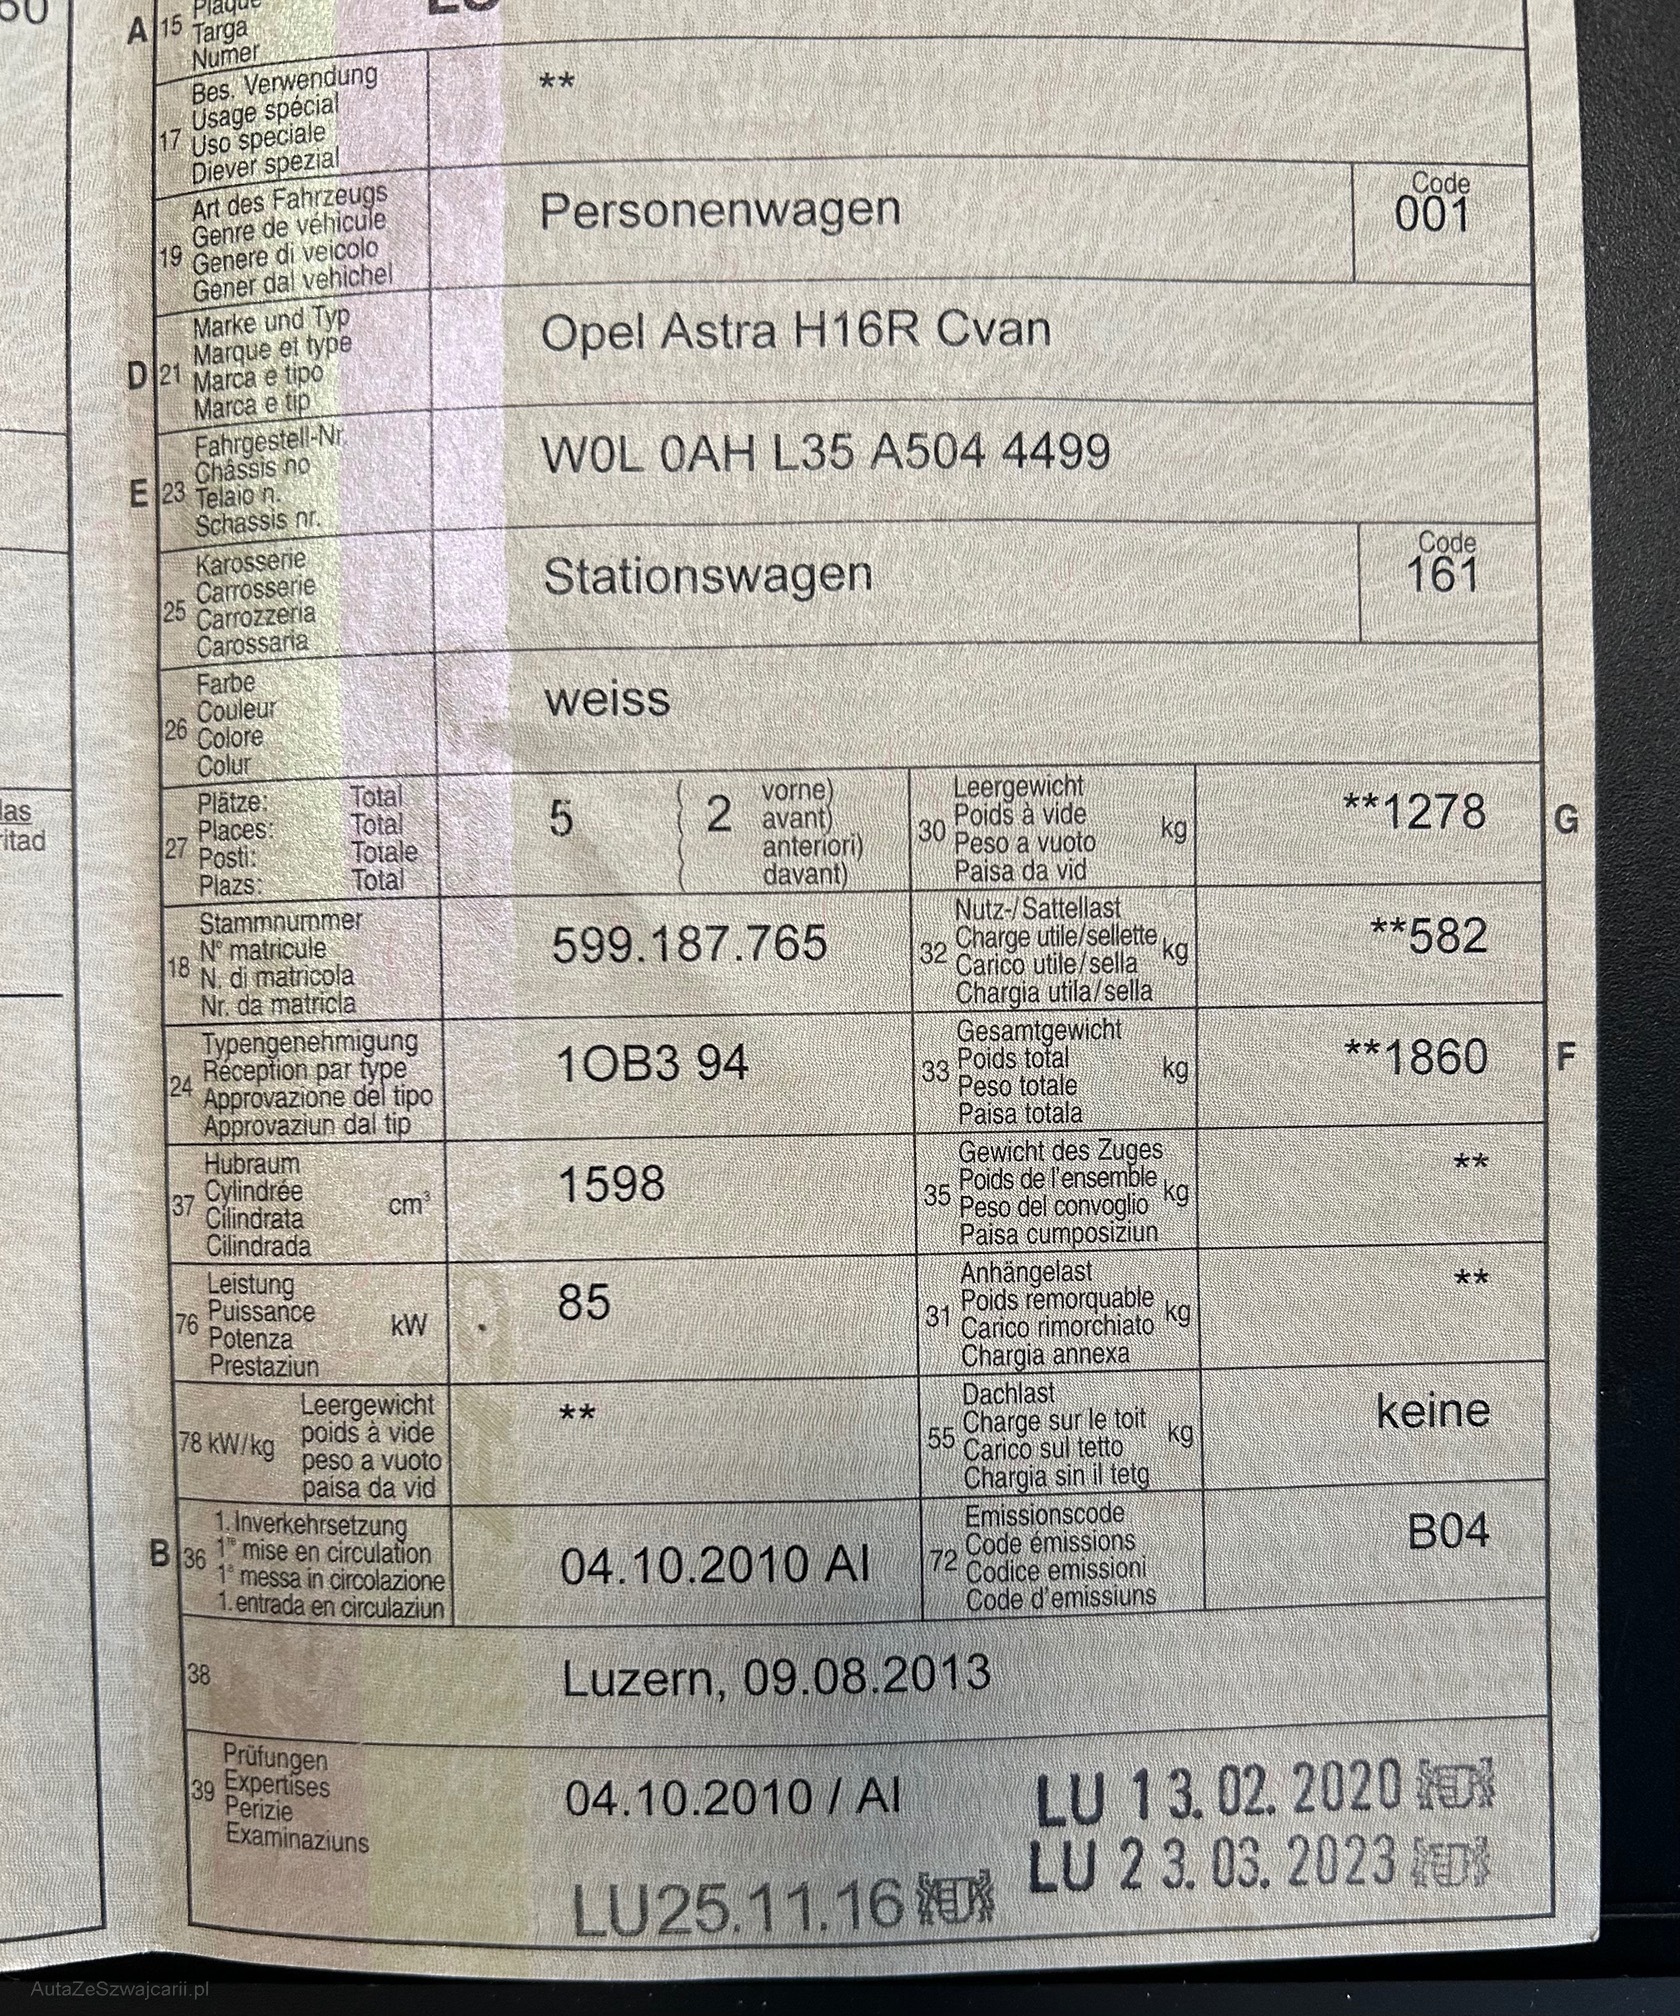 A 15 Plaque
Targa
Numer
17 Bes. Verwendung
Usage spécial
Uso speciale
Diever spezial
**
19 Art des Fahrzeugs
Genre de véhicule
Genere di veicolo
Gener dal vehichel
Personenwagen
Code
001
D 21 Marke und Typ
Marque et type
Marca e tipo
Marca e tip
Opel Astra H16R Cvan
E 23 Fahrgestell-Nr.
Châssis no
Telaio n.
Schassis nr.
W0L 0AH L35 A504 4499
25 Karosserie
Carrosserie
Carrozzeria
Carossaria
Stationswagen
Code
161
26 Farbe
Couleur
Colore
Colur
weiss
27 Plätze: Total
Places: Total
Posti: Totale
Plazs: Total
5 ( 2 vorne)
( avant)
( anteriori)
( davant)
30 Leergewicht
Poids à vide
Peso a vuoto
Paisa da vid
kg
**1278 G
18 Stammnummer
N° matricule
N. di matricola
Nr. da matricla
599.187.765
32 Nutz-/Sattellast
Charge utile/sellette
Carico utile/sella
Chargia utila/sella
kg
**582
24 Typengenehmigung
Réception par type
Approvazione del tipo
Approvaziun dal tip
1OB3 94
33 Gesamtgewicht
Poids total
Peso totale
Paisa totala
kg
**1860 F
37 Hubraum
Cylindrée
Cilindrata
Cilindrada
cm³
1598
35 Gewicht des Zuges
Poids de l'ensemble
Peso del convoglio
Paisa cumposiziun
kg
**
76 Leistung
Puissance
Potenza
Prestaziun
kW
85
31 Anhängelast
Poids remorquable
Carico rimorchiato
Chargia annexa
kg
**
78 kW/kg Leergewicht
poids à vide
peso a vuoto
paisa da vid
**
55 Dachlast
Charge sur le toit
Carico sul tetto
Chargia sin il tetg
kg
keine
B 36 1. Inverkehrsetzung
1re mise en circulation
1a messa in circolazione
1. entrada en circulaziun
04.10.2010 AI
72 Emissionscode
Code émissions
Codice emissioni
Code d'emissiuns
B04
38 Luzern, 09.08.2013
39 Prüfungen
Expertises
Perizie
Examinaziuns
04.10.2010 / AI
LU 13.02.2020
LU 23.03.2023
LU25.11.16
las
ritad
AutaZeSzwajcarii.pl